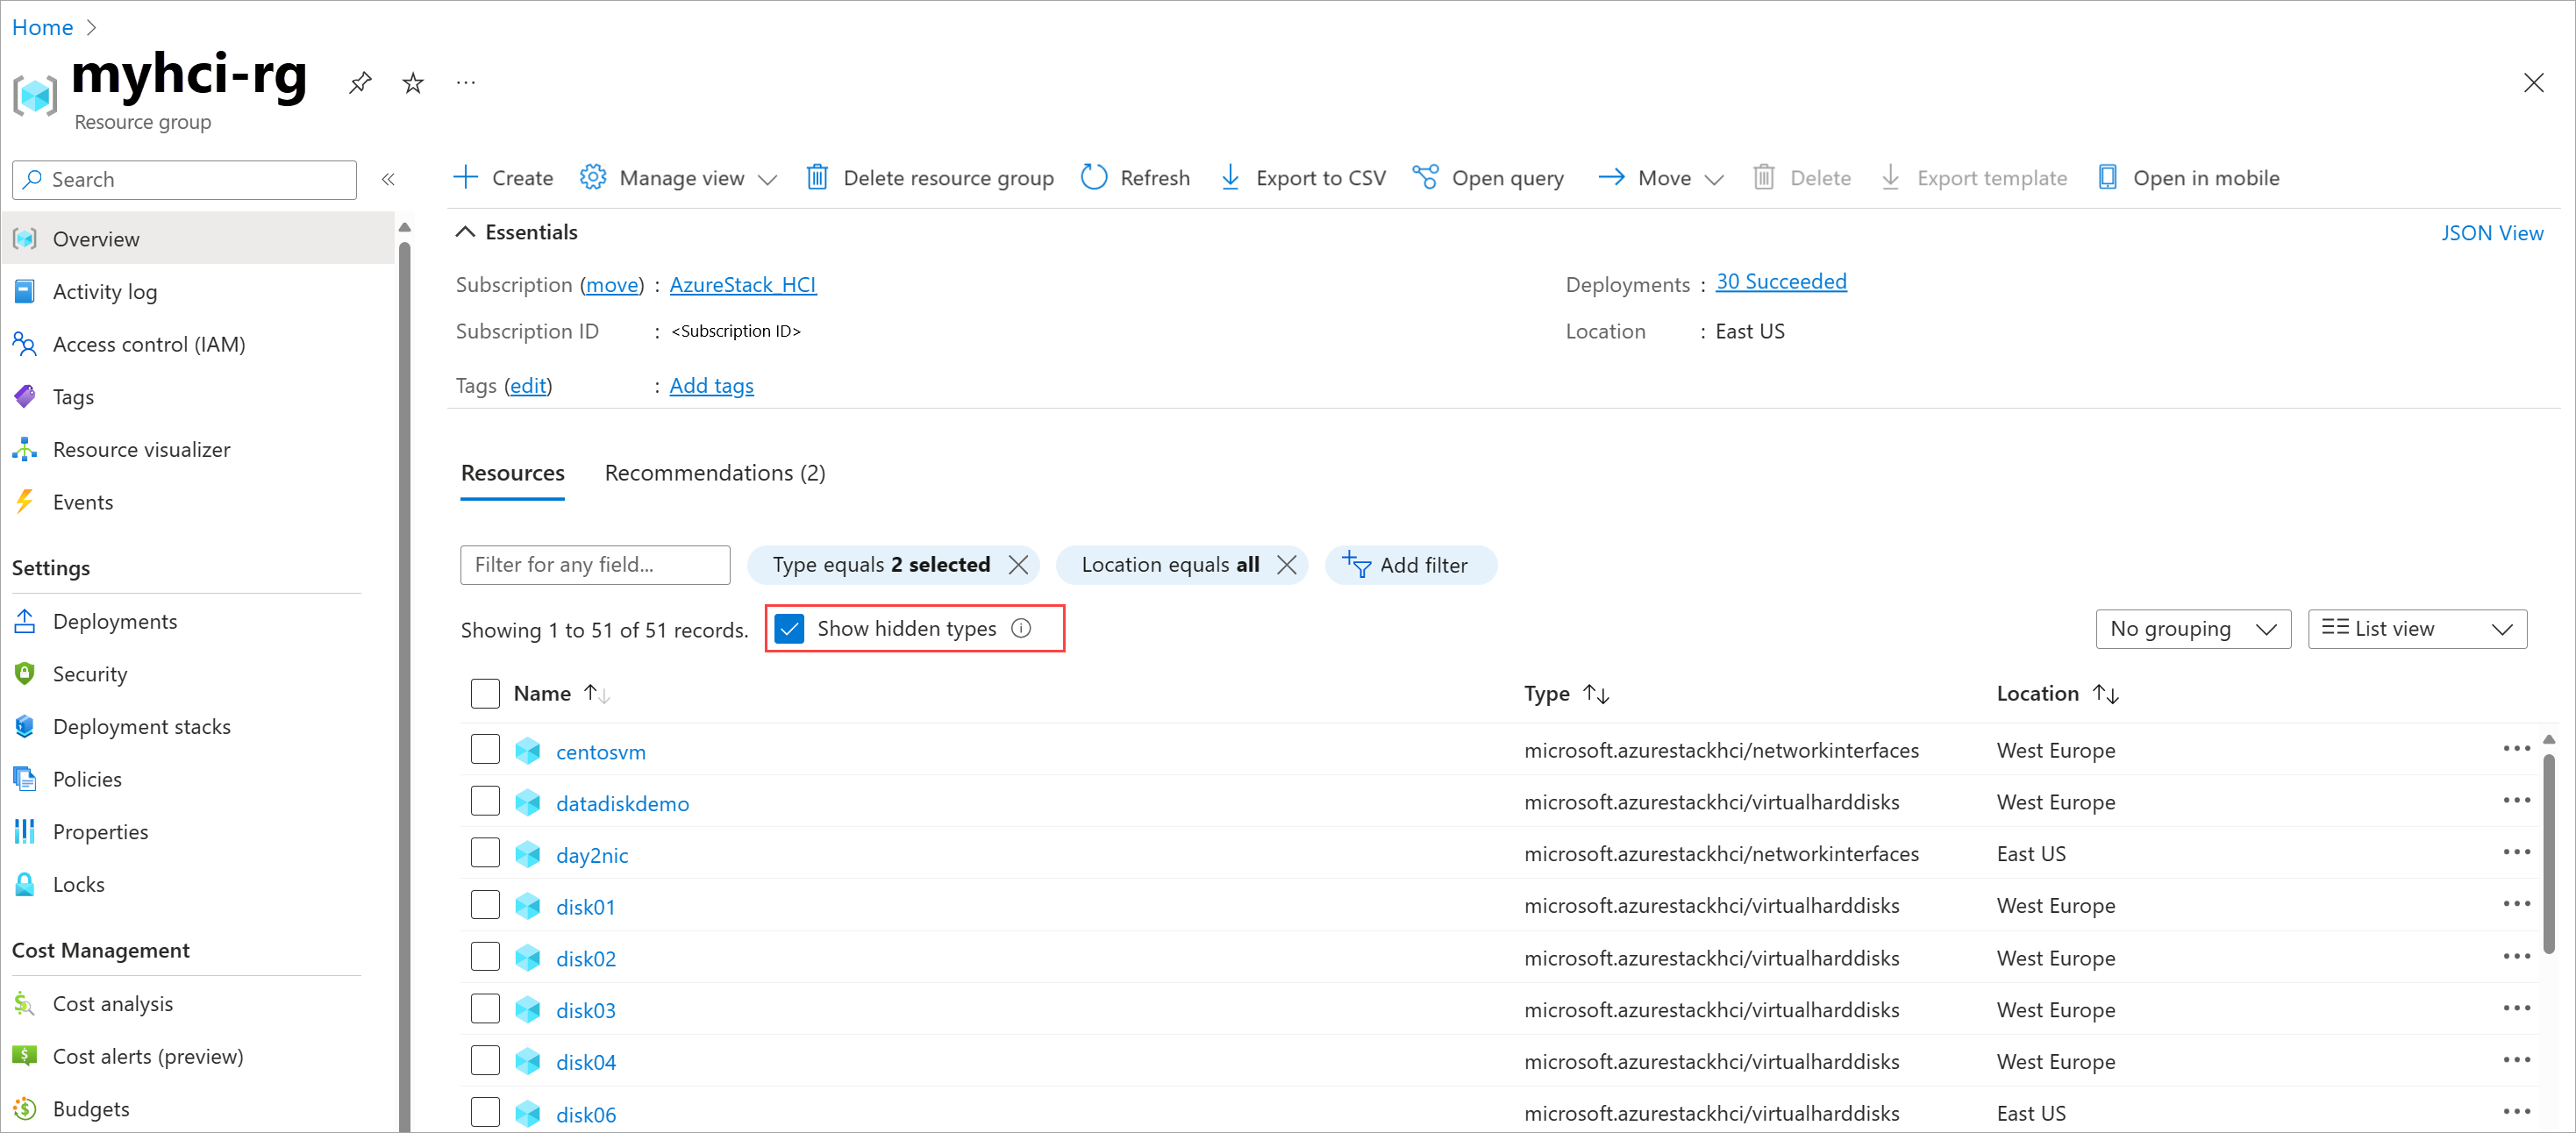 Home
myhci-rg
Resource group
Search
Create Manage view Delete resource group Refresh Export to CSV Open query Move Delete Export template Open in mobile
Overview
Activity log
Access control (IAM)
Tags
Resource visualizer
Events
Settings
Deployments
Security
Deployment stacks
Policies
Properties
Locks
Cost Management
Cost analysis
Cost alerts (preview)
Budgets
Essentials
JSON View
Subscription (move) : AzureStack_HCI
Deployments : 30 Succeeded
Subscription ID : <Subscription ID>
Location : East US
Tags (edit) : Add tags
Resources Recommendations (2)
Filter for any field... Type equals 2 selected Location equals all Add filter
Showing 1 to 51 of 51 records. Show hidden types No grouping List view
Name Type Location
centosvm microsoft.azurestackhci/networkinterfaces West Europe
datadiskdemo microsoft.azurestackhci/virtualharddisks West Europe
day2nic microsoft.azurestackhci/networkinterfaces East US
disk01 microsoft.azurestackhci/virtualharddisks West Europe
disk02 microsoft.azurestackhci/virtualharddisks West Europe
disk03 microsoft.azurestackhci/virtualharddisks West Europe
disk04 microsoft.azurestackhci/virtualharddisks West Europe
disk06 microsoft.azurestackhci/virtualharddisks East US